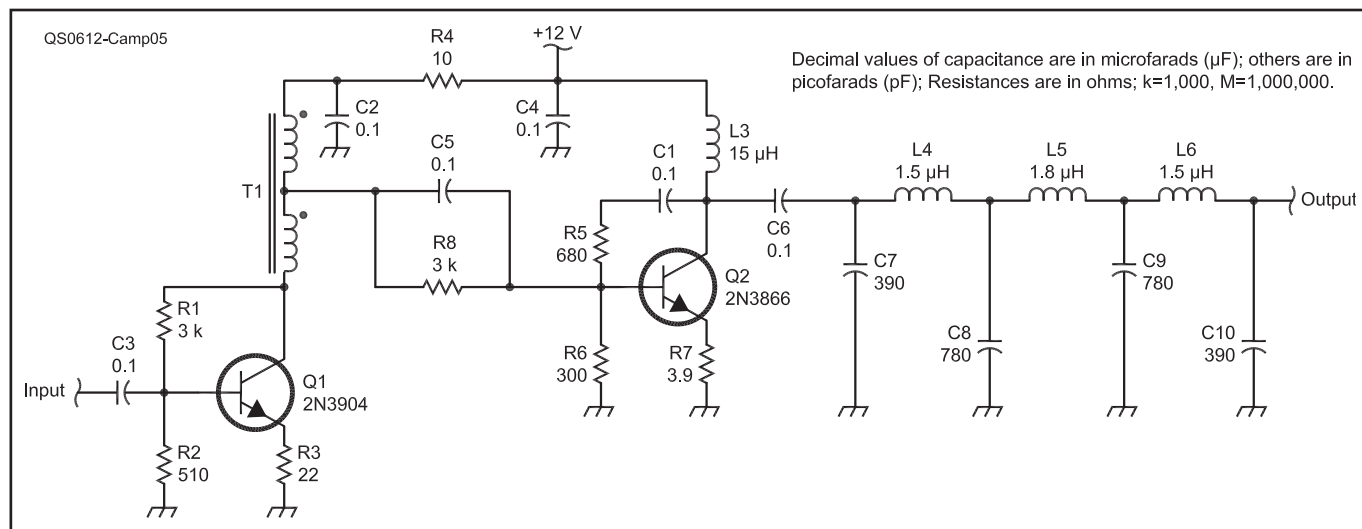 QS0612-Camp05
Decimal values of capacitance are in microfarads (μF); others are in
picofarads (pF); Resistances are in ohms; k=1,000, M=1,000,000.
+12 V
R4
10
C2
0.1
C4
0.1
L3
15 μH
T1
C5
0.1
R8
3 k
C1
0.1
R5
680
C6
0.1
Q2
2N3866
R6
300
R7
3.9
L4
1.5 μH
L5
1.8 μH
L6
1.5 μH
Output
C7
390
C8
780
C9
780
C10
390
R1
3 k
C3
0.1
Input
Q1
2N3904
R2
510
R3
22